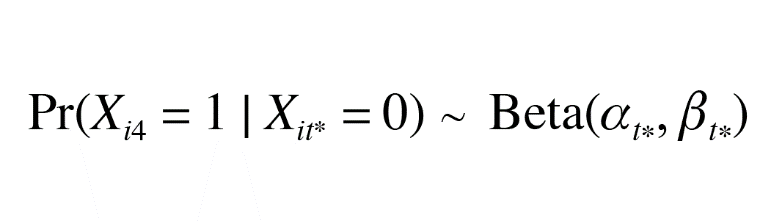 Pr(X_{i4} = 1 | X_{it*} = 0) ~ Beta(α_{t*}, β_{t*})